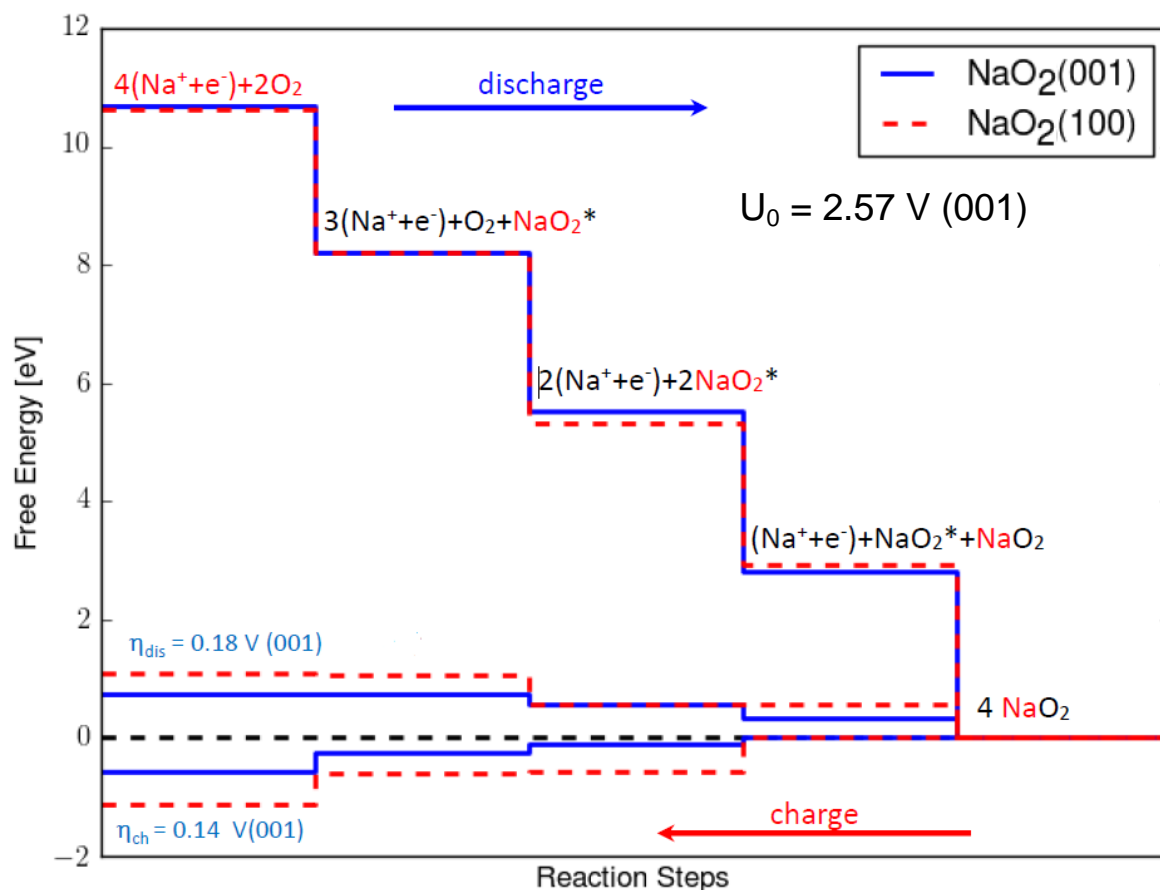 12
10
8
6
4
2
0
−2
Free Energy [eV]
Reaction Steps
4(Na⁺+e⁻)+2O₂
discharge
NaO₂(001)
NaO₂(100)
U₀ = 2.57 V (001)
3(Na⁺+e⁻)+O₂+NaO₂*
2(Na⁺+e⁻)+2NaO₂*
(Na⁺+e⁻)+NaO₂*+NaO₂
η_dis = 0.18 V (001)
4 NaO₂
charge
η_ch = 0.14 V(001)